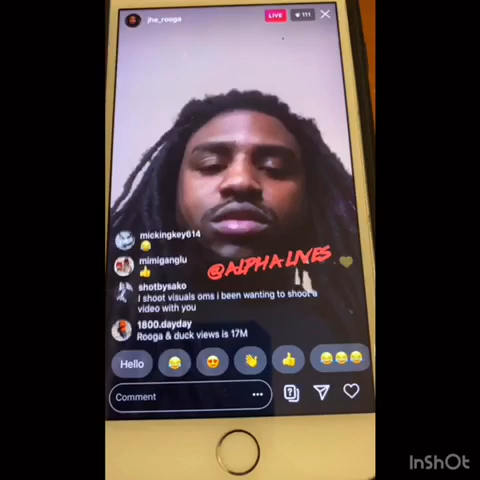 jhe_rooga
LIVE
111
mickingkey614
mimiganglu
@ALPHA LIVES
shotbysako
I shoot visuals oms i been wanting to shoot a
video with you
1800.dayday
Rooga & duck views is 17M
Hello
Comment
InShOt